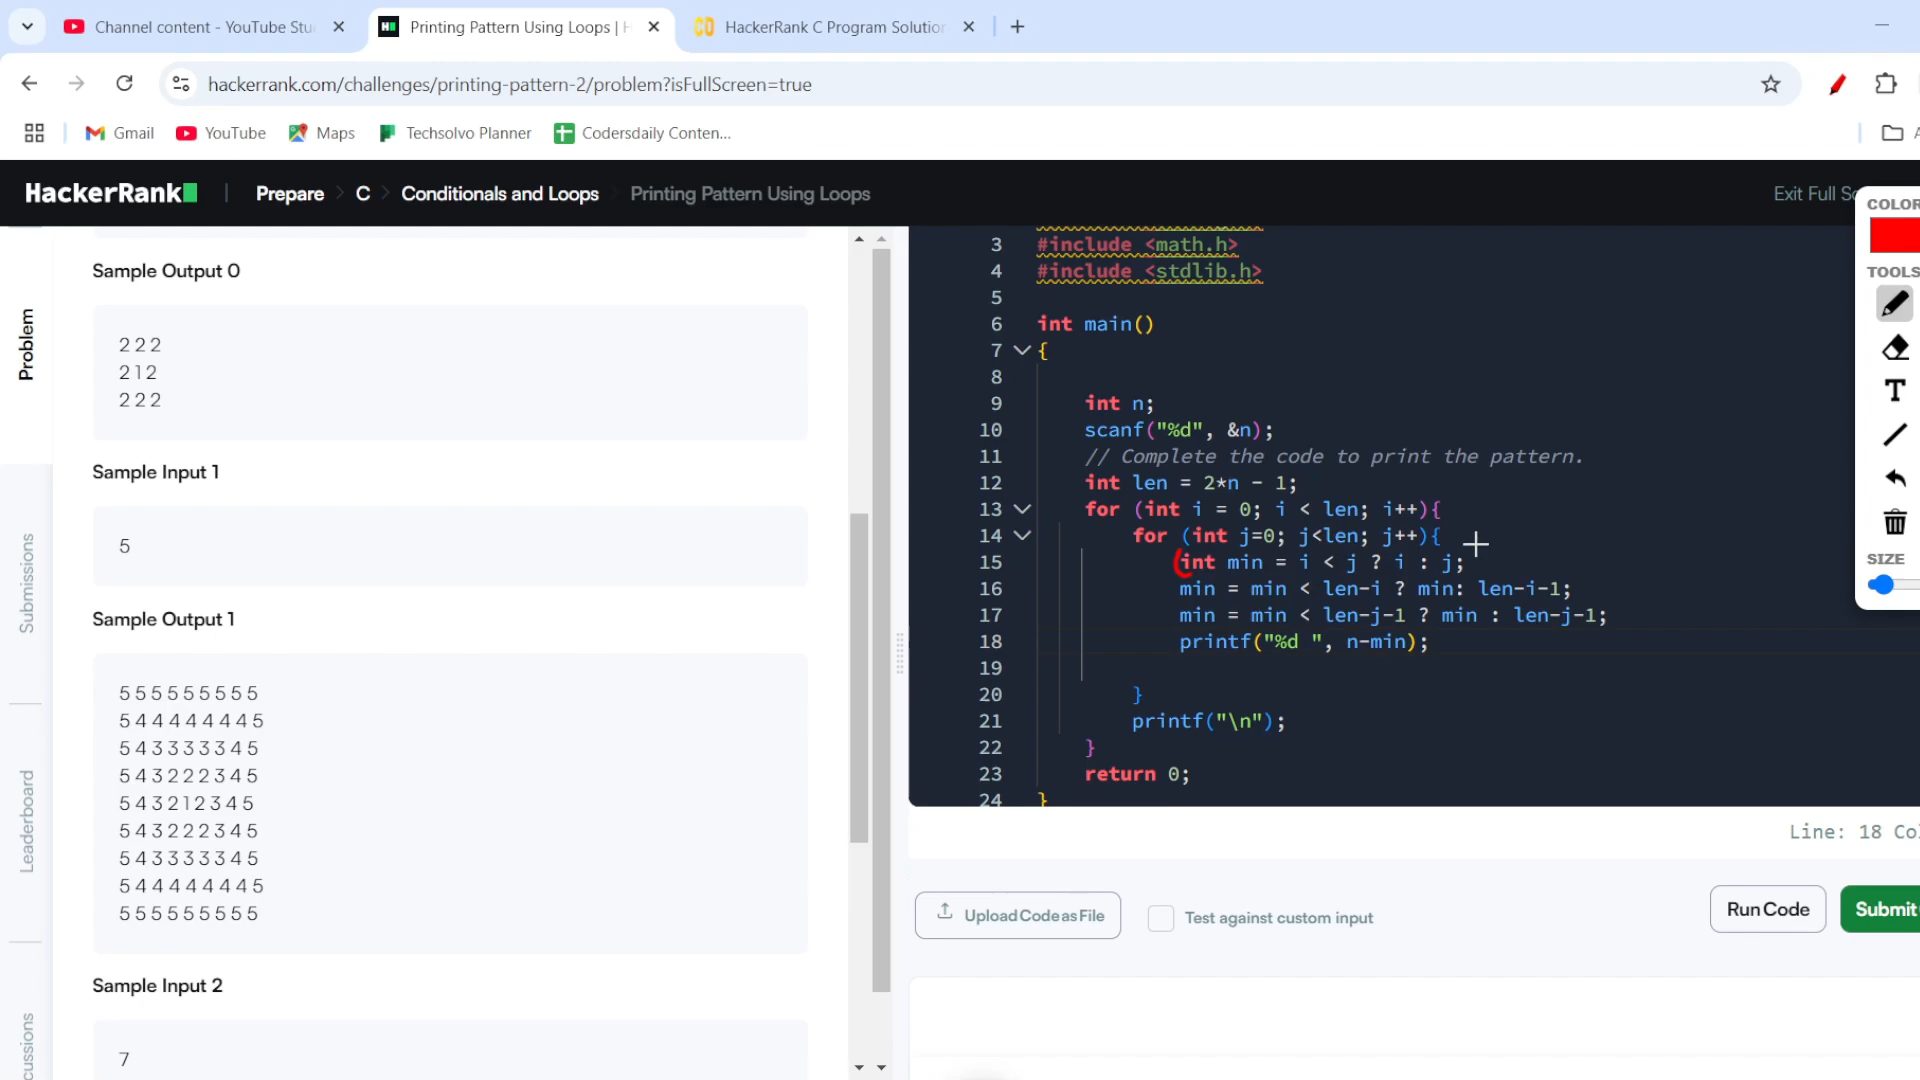 Channel content - YouTube Stu
Printing Pattern Using Loops | H
HackerRank C Program Solution
hackerrank.com/challenges/printing-pattern-2/problem?isFullScreen=true
Gmail
YouTube
Maps
Techsolvo Planner
Codersdaily Conten...
HackerRank
Prepare
C
Conditionals and Loops
Printing Pattern Using Loops
Exit Full Sc
Problem
Submissions
Leaderboard
cussions
Sample Output 0
2 2 2
2 1 2
2 2 2
Sample Input 1
5
Sample Output 1
5 5 5 5 5 5 5 5 5
5 4 4 4 4 4 4 4 5
5 4 3 3 3 3 3 4 5
5 4 3 2 2 2 3 4 5
5 4 3 2 1 2 3 4 5
5 4 3 2 2 2 3 4 5
5 4 3 3 3 3 3 4 5
5 4 4 4 4 4 4 4 5
5 5 5 5 5 5 5 5 5
Sample Input 2
7
3 #include <math.h>
4 #include <stdlib.h>
5
6 int main()
7 {
8
9 int n;
10 scanf("%d", &n);
11 // Complete the code to print the pattern.
12 int len = 2*n - 1;
13 for (int i = 0; i < len; i++){
14 for (int j=0; j<len; j++){
15 int min = i < j ? i : j;
16 min = min < len-i ? min: len-i-1;
17 min = min < len-j-1 ? min : len-j-1;
18 printf("%d ", n-min);
19
20 }
21 printf("\n");
22 }
23 return 0;
24 }
Line: 18 Col
Upload Code as File
Test against custom input
Run Code
Submit
COLOR
TOOLS
T
SIZE